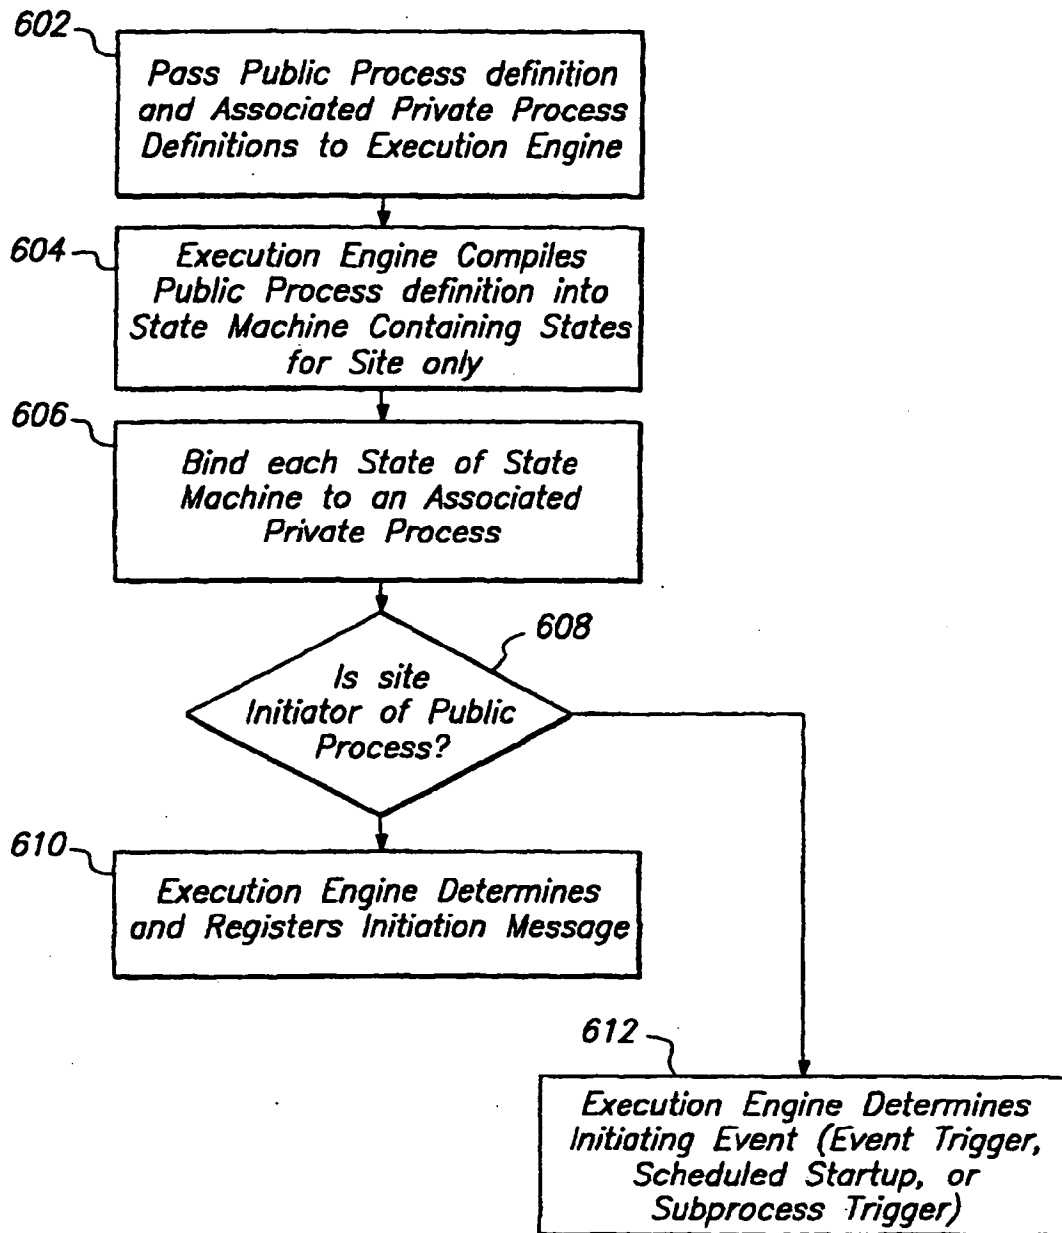 602
Pass Public Process definition
and Associated Private Process
Definitions to Execution Engine
604
Execution Engine Compiles
Public Process definition into
State Machine Containing States
for Site only
606
Bind each State of State
Machine to an Associated
Private Process
608
Is site
Initiator of Public
Process?
610
Execution Engine Determines
and Registers Initiation Message
612
Execution Engine Determines
Initiating Event (Event Trigger,
Scheduled Startup, or
Subprocess Trigger)